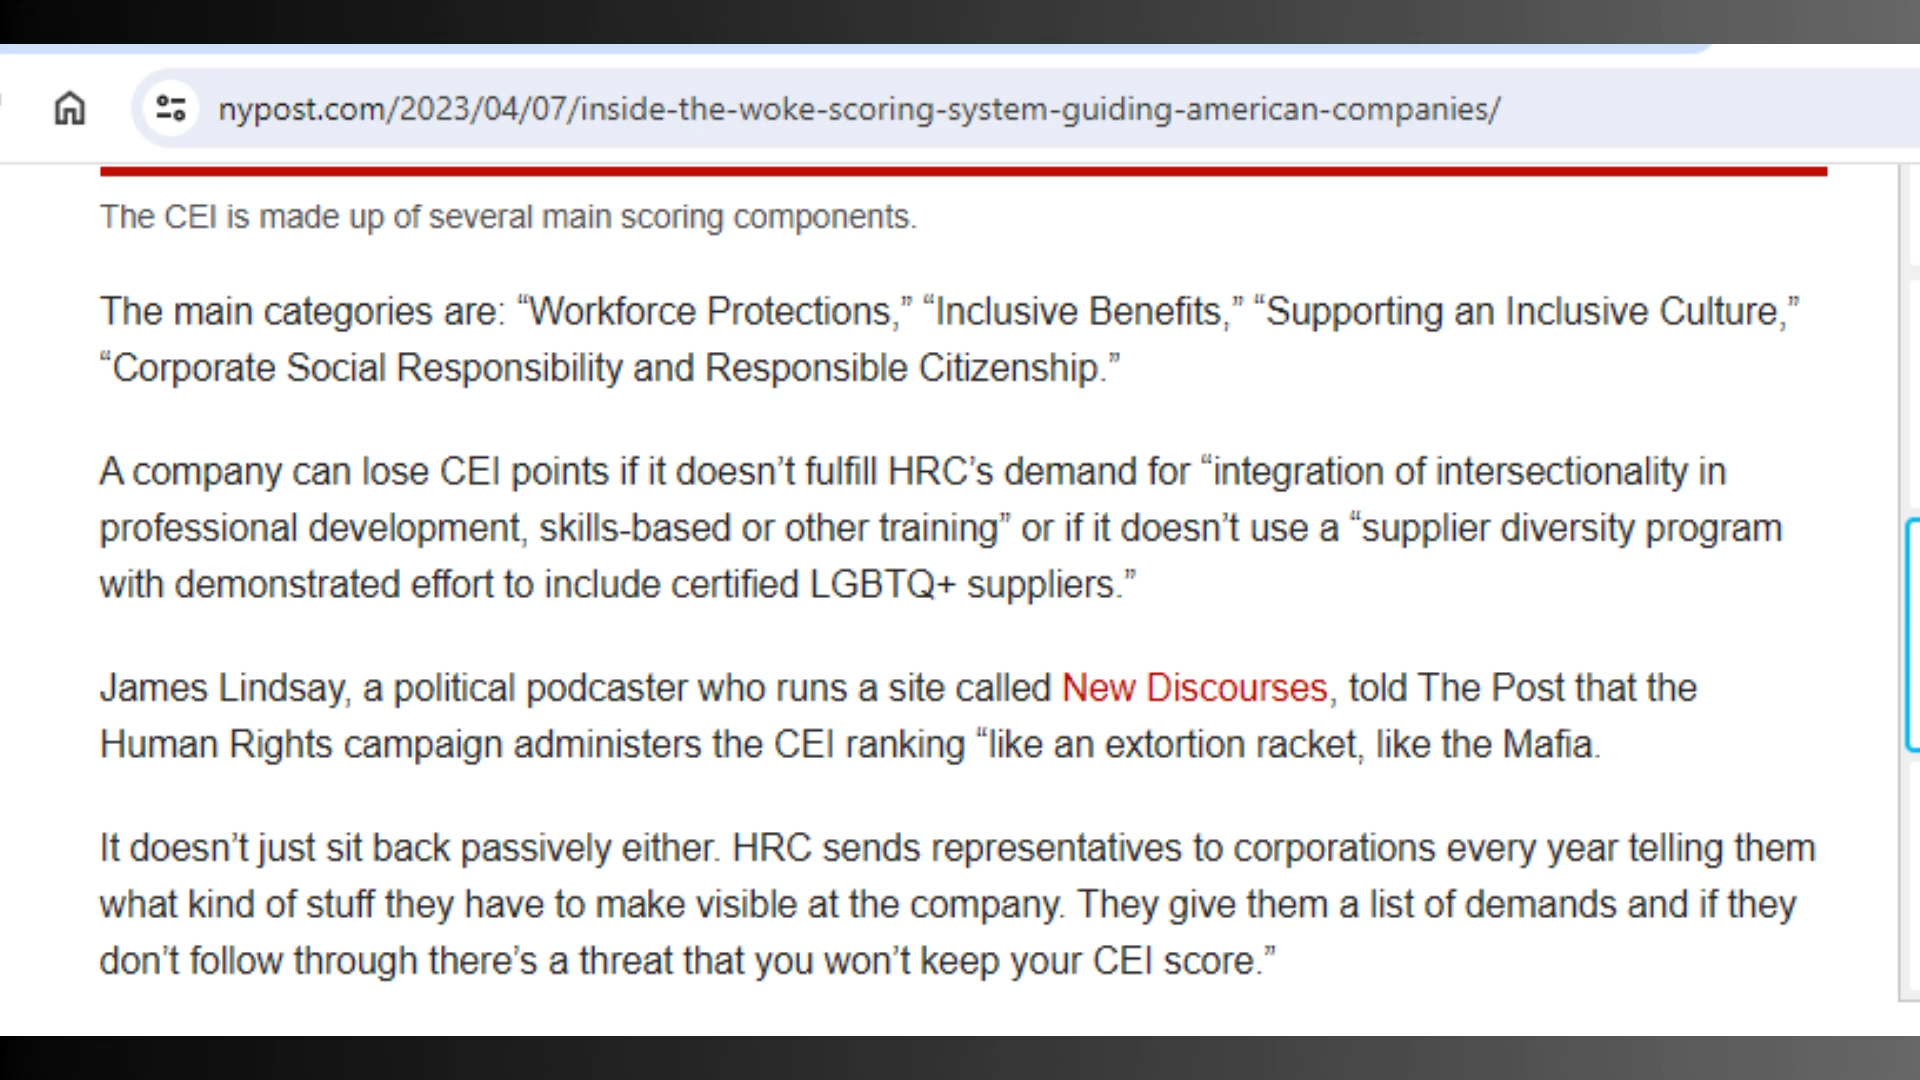 nypost.com/2023/04/07/inside-the-woke-scoring-system-guiding-american-companies/
The CEI is made up of several main scoring components.
The main categories are: “Workforce Protections,” “Inclusive Benefits,” “Supporting an Inclusive Culture,”
“Corporate Social Responsibility and Responsible Citizenship.”
A company can lose CEI points if it doesn’t fulfill HRC’s demand for “integration of intersectionality in
professional development, skills-based or other training” or if it doesn’t use a “supplier diversity program
with demonstrated effort to include certified LGBTQ+ suppliers.”
James Lindsay, a political podcaster who runs a site called New Discourses, told The Post that the
Human Rights campaign administers the CEI ranking “like an extortion racket, like the Mafia.
It doesn’t just sit back passively either. HRC sends representatives to corporations every year telling them
what kind of stuff they have to make visible at the company. They give them a list of demands and if they
don’t follow through there’s a threat that you won’t keep your CEI score.”